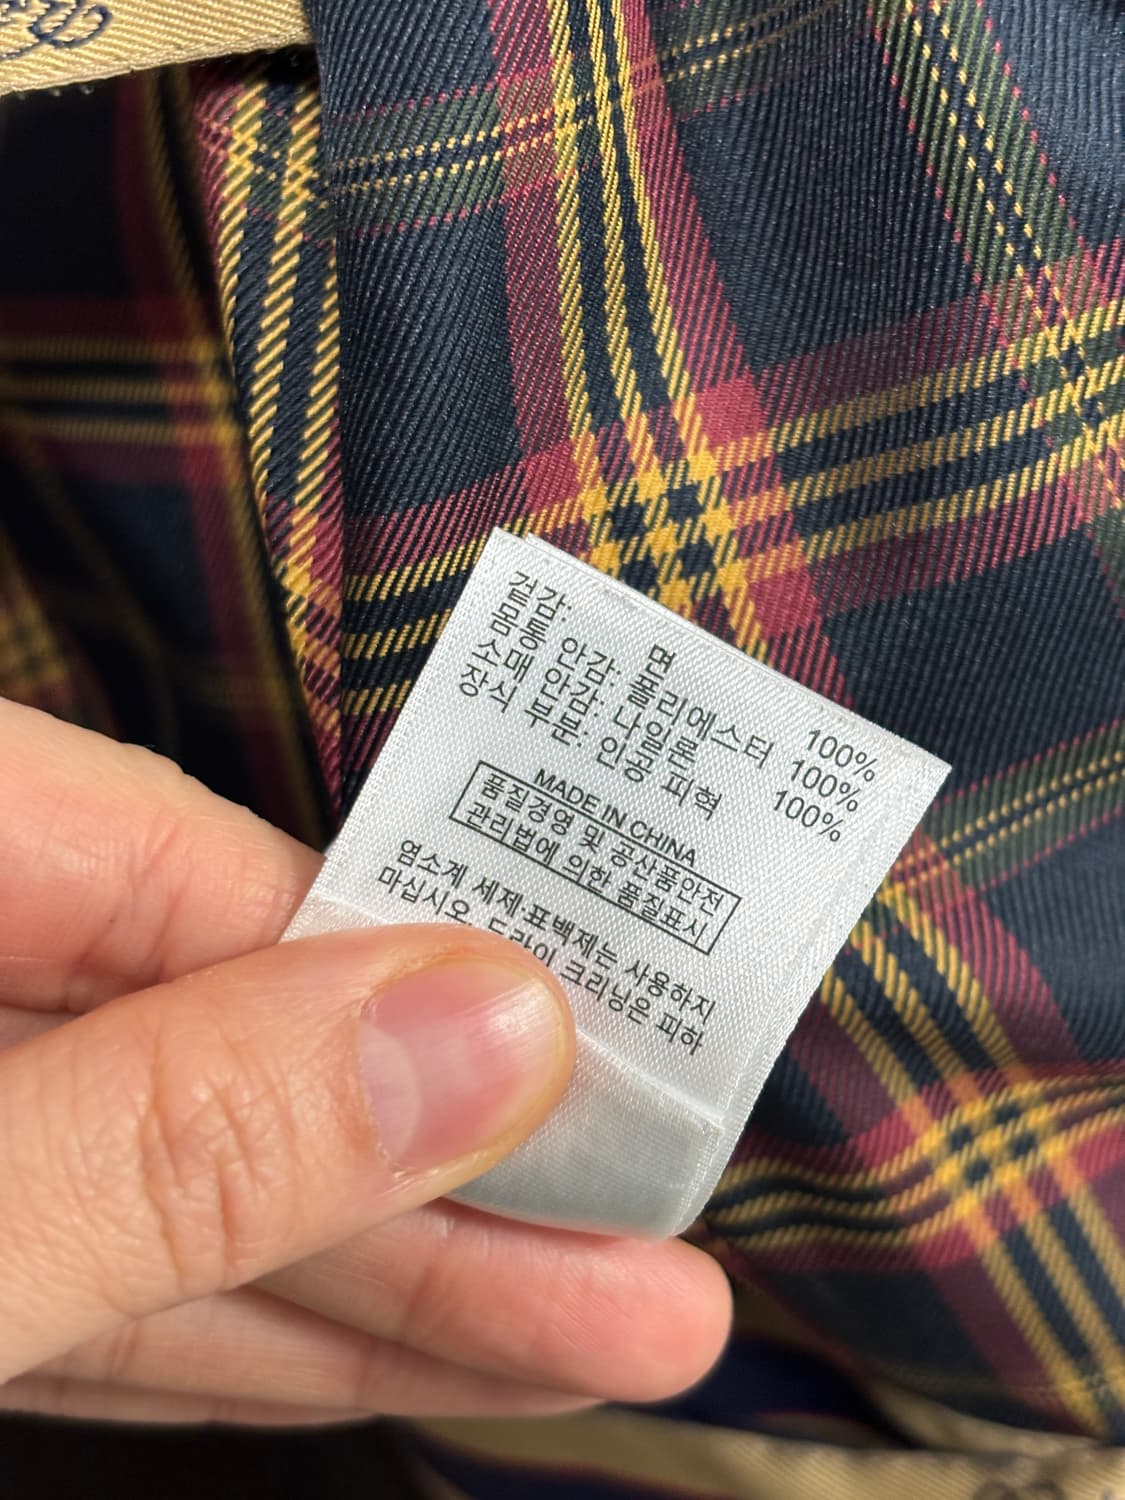 겉감: 면 100%
몸통 안감: 폴리에스터 100%
소매 안감: 나일론 100%
장식 부분: 인공 피혁
MADE IN CHINA
품질경영 및 공산품안전
관리법에 의한 품질표시
염소계 세제·표백제는 사용하지
마십시오. 드라이 크리닝은 피하